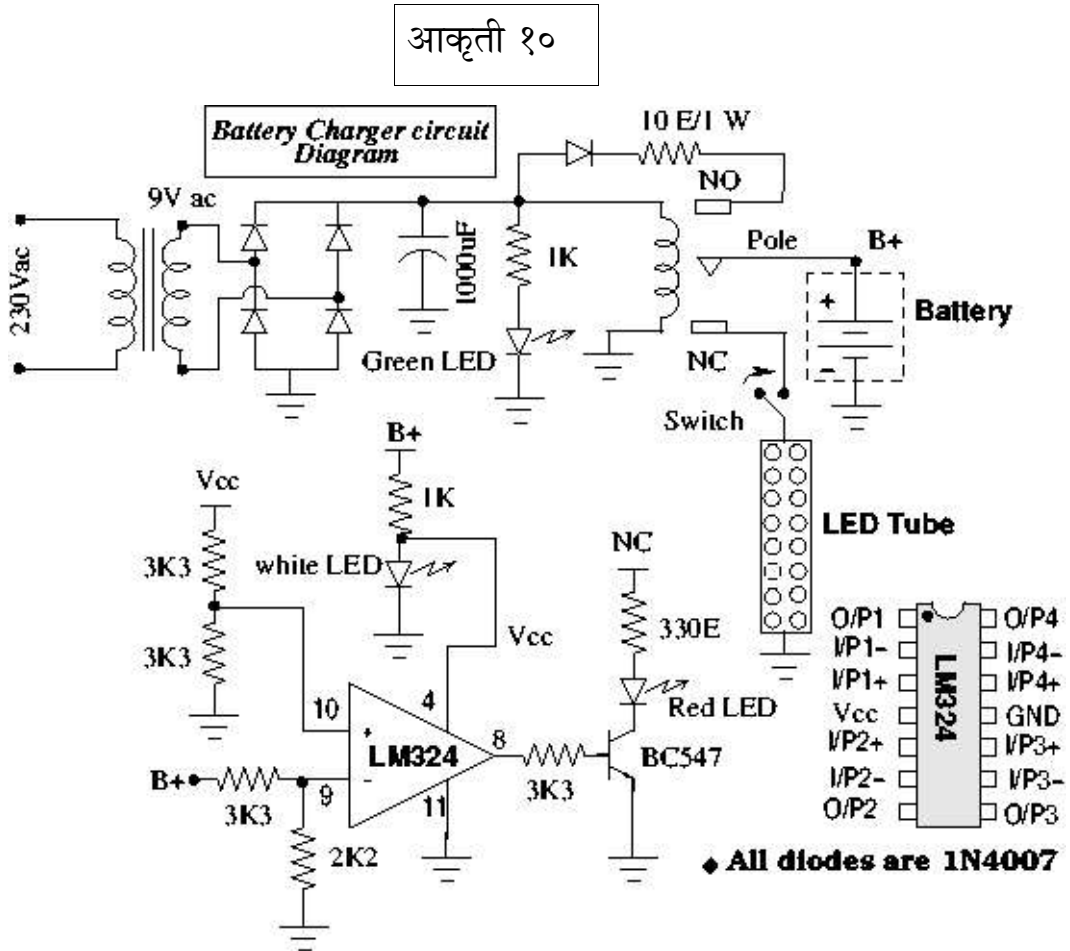 आकृती १०
Battery Charger circuit
Diagram
10 E/1 W
9V ac
NO
230Vac
1000uF
1K
Pole
B+
+
Battery
-
Green LED
NC
Switch
B+
Vcc
1K
LED Tube
3K3
white LED
NC
3K3
Vcc
330E
O/P1
O/P4
I/P1-
I/P4-
I/P1+
I/P4+
Vcc
GND
I/P2+
I/P3+
I/P2-
I/P3-
O/P2
O/P3
LM324
10
4
Red LED
+
LM324
8
BC547
B+
-
3K3
9
11
3K3
2K2
♦ All diodes are 1N4007